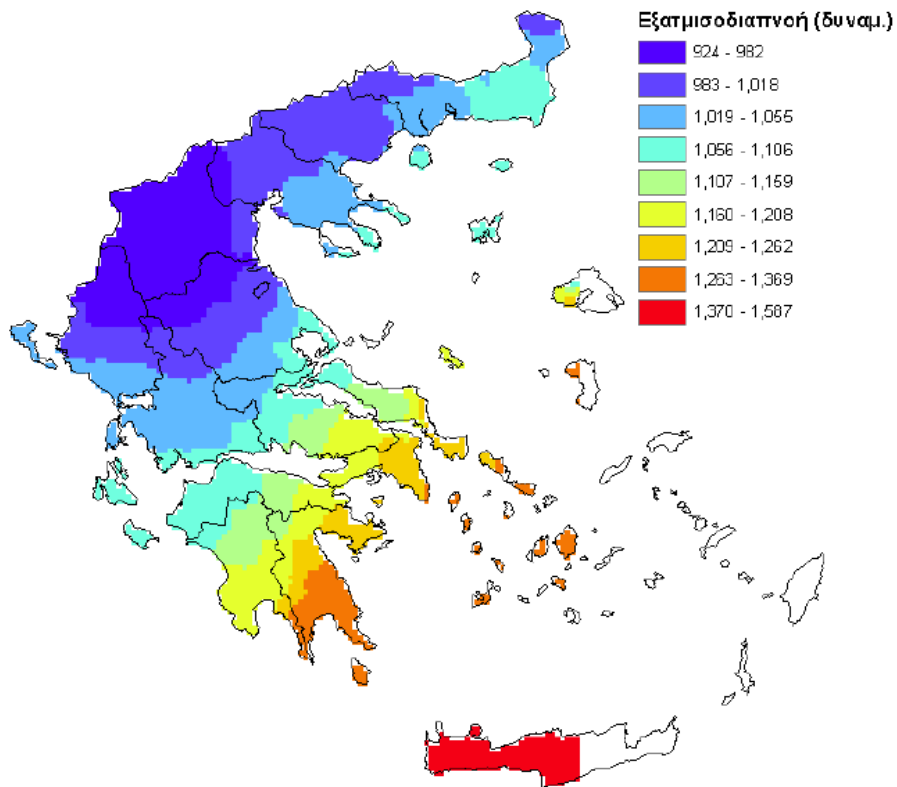 Εξατμισοδιαπνοή (δυναμ.)
924 - 982
983 - 1,018
1,019 - 1,055
1,056 - 1,106
1,107 - 1,159
1,160 - 1,208
1,209 - 1,262
1,263 - 1,369
1,370 - 1,587